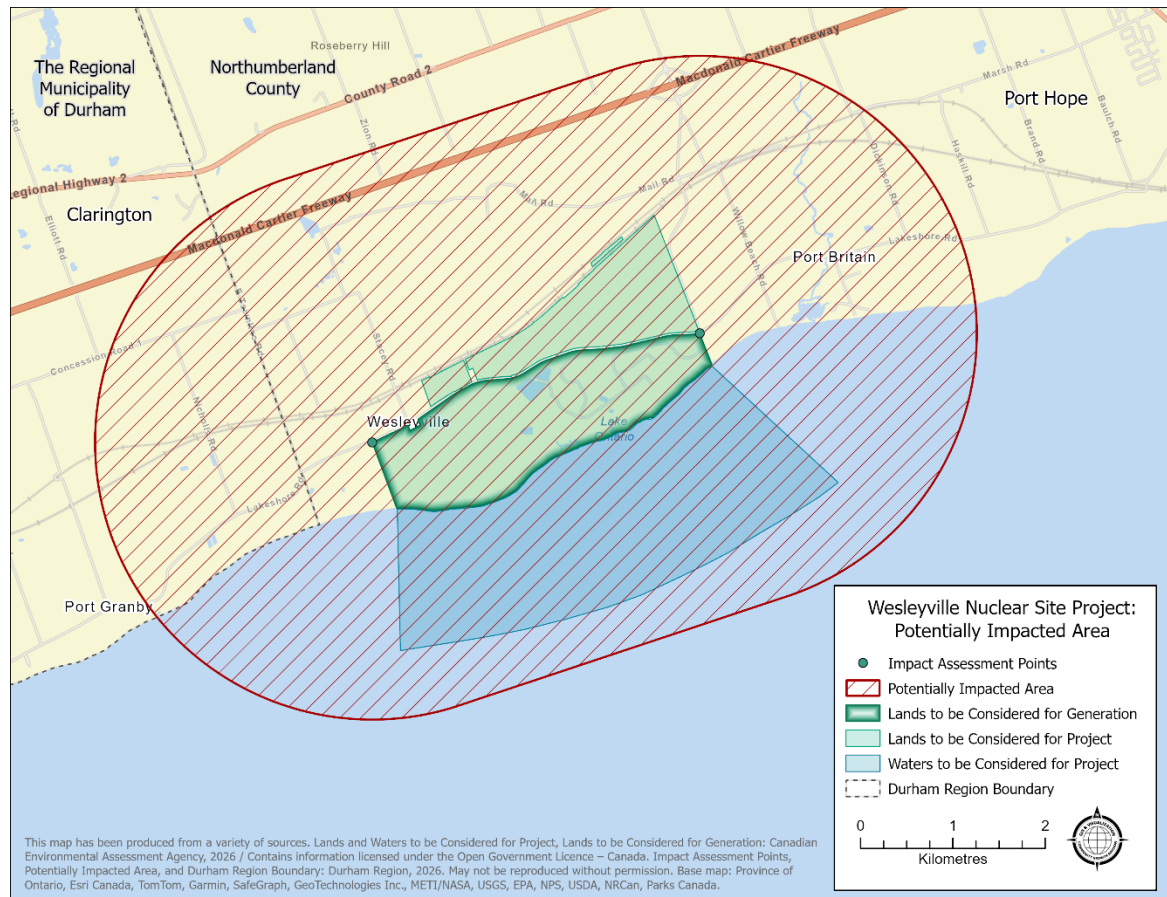 Roseberry Hill
The Regional
Municipality
of Durham
Northumberland
County
County Road 2
Macdonald Cartier Freeway
Marsh Rd
Port Hope
Baulch Rd
Brand Rd
Haskill Rd
Dickinson Rd
Zion Rd
Regional Highway 2
Clarington
Elliott Rd
Mail Rd
Mail Rd
Macdonald Cartier Freeway
Willow Beach Rd
Lakeshore Rd
Port Britain
Concession Road 1
Stacey Rd
Nicholls Rd
Wesleyville
Lake
Ontario
Lakeshore Rd
Port Granby
Wesleyville Nuclear Site Project:
Potentially Impacted Area
Impact Assessment Points
Potentially Impacted Area
Lands to be Considered for Generation
Lands to be Considered for Project
Waters to be Considered for Project
Durham Region Boundary
0 1 2
Kilometres
This map has been produced from a variety of sources. Lands and Waters to be Considered for Project, Lands to be Considered for Generation: Canadian
Environmental Assessment Agency, 2026 / Contains information licensed under the Open Government Licence – Canada. Impact Assessment Points,
Potentially Impacted Area, and Durham Region Boundary: Durham Region, 2026. May not be reproduced without permission. Base map: Province of
Ontario, Esri Canada, TomTom, Garmin, SafeGraph, GeoTechnologies Inc., METI/NASA, USGS, EPA, NPS, USDA, NRCan, Parks Canada.